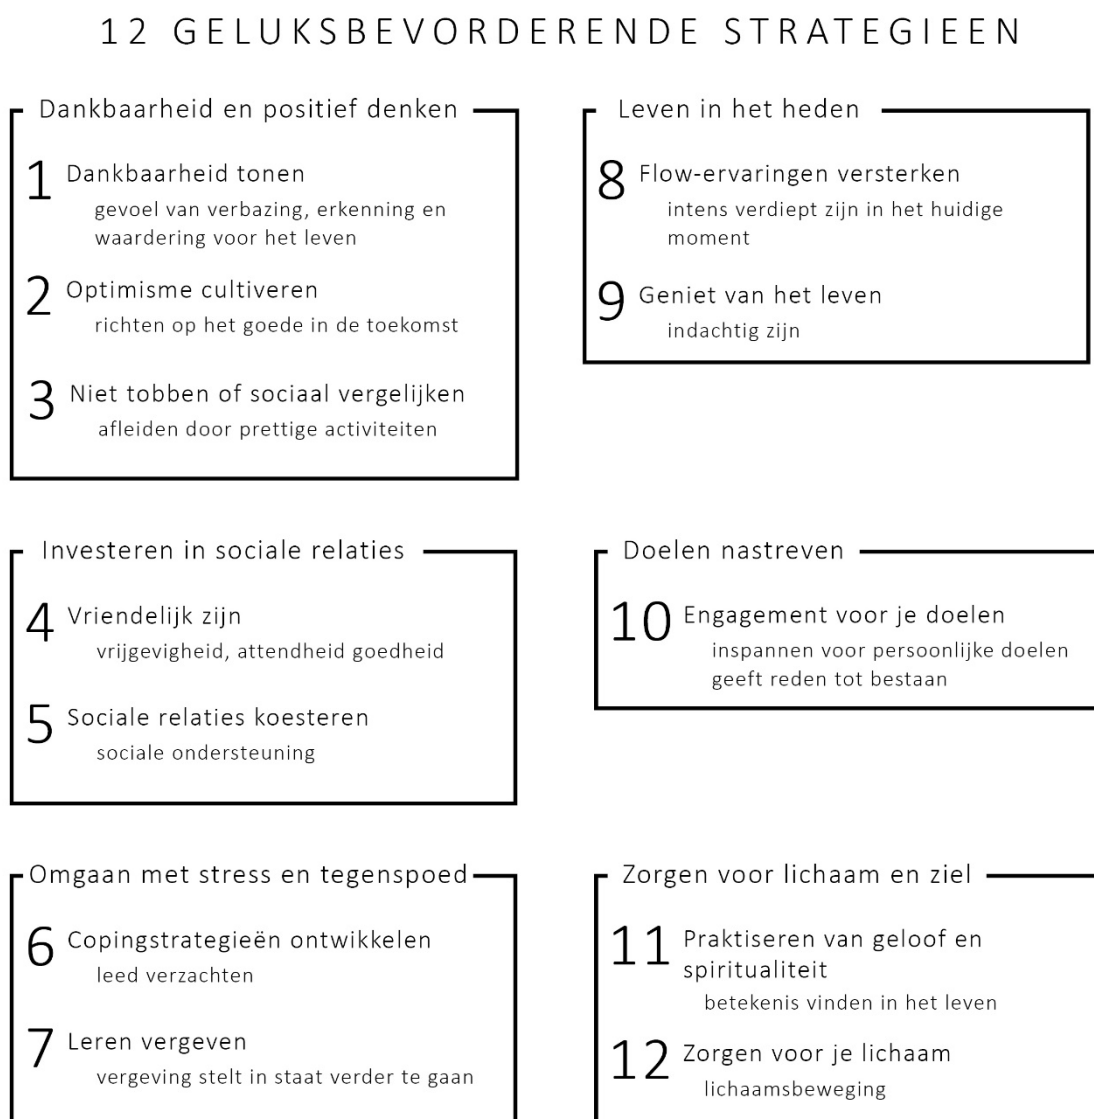 12 GELUKSBEVORDERENDE STRATEGIEEN
Dankbaarheid en positief denken
1 Dankbaarheid tonen
gevoel van verbazing, erkenning en
waardering voor het leven
2 Optimisme cultiveren
richten op het goede in de toekomst
3 Niet tobben of sociaal vergelijken
afleiden door prettige activiteiten
Investeren in sociale relaties
4 Vriendelijk zijn
vrijgevigheid, attendheid goedheid
5 Sociale relaties koesteren
sociale ondersteuning
Omgaan met stress en tegenspoed
6 Copingstrategieën ontwikkelen
leed verzachten
7 Leren vergeven
vergeving stelt in staat verder te gaan
Leven in het heden
8 Flow-ervaringen versterken
intens verdiept zijn in het huidige
moment
9 Geniet van het leven
indachtig zijn
Doelen nastreven
10 Engagement voor je doelen
inspannen voor persoonlijke doelen
geeft reden tot bestaan
Zorgen voor lichaam en ziel
11 Praktiseren van geloof en
spiritualiteit
betekenis vinden in het leven
12 Zorgen voor je lichaam
lichaamsbeweging